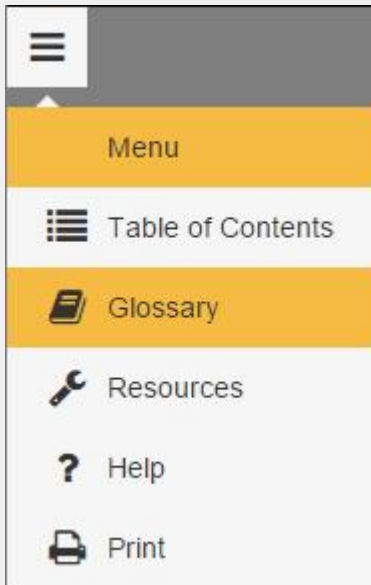 Menu
Table of Contents
Glossary
Resources
Help
Print